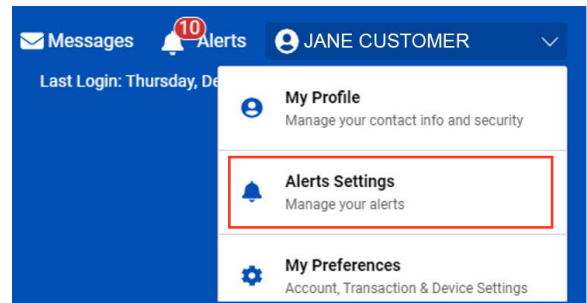 Messages 10 Alerts JANE CUSTOMER
Last Login: Thursday, De
My Profile
Manage your contact info and security
Alerts Settings
Manage your alerts
My Preferences
Account, Transaction & Device Settings